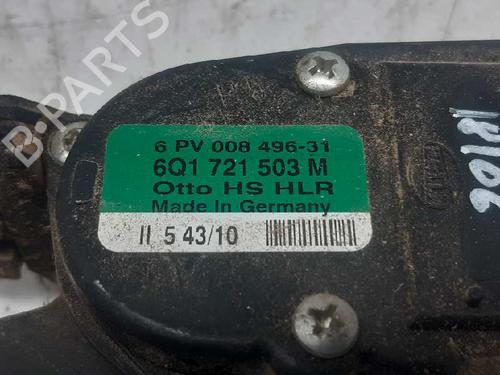 B-PARTS
6 PV 008 496-31
6Q1 721 503 M
Otto HS HLR
Made In Germany
II 5 43/10